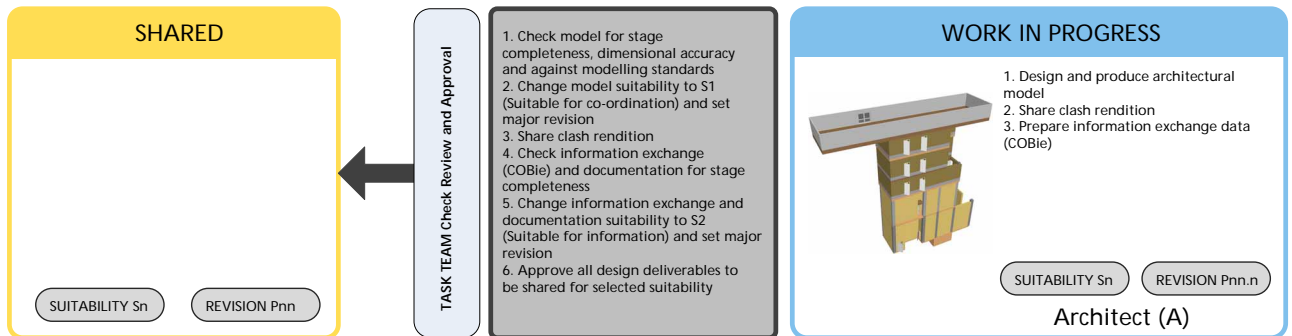 SHARED
SUITABILITY Sn
REVISION Pnn
TASK TEAM Check Review and Approval
1. Check model for stage
completeness, dimensional accuracy
and against modelling standards
2. Change model suitability to S1
(Suitable for co-ordination) and set
major revision
3. Share clash rendition
4. Check information exchange
(COBie) and documentation for stage
completeness
5. Change information exchange and
documentation suitability to S2
(Suitable for information) and set major
revision
6. Approve all design deliverables to
be shared for selected suitability
WORK IN PROGRESS
1. Design and produce architectural
model
2. Share clash rendition
3. Prepare information exchange data
(COBie)
SUITABILITY Sn
REVISION Pnn.n
Architect (A)